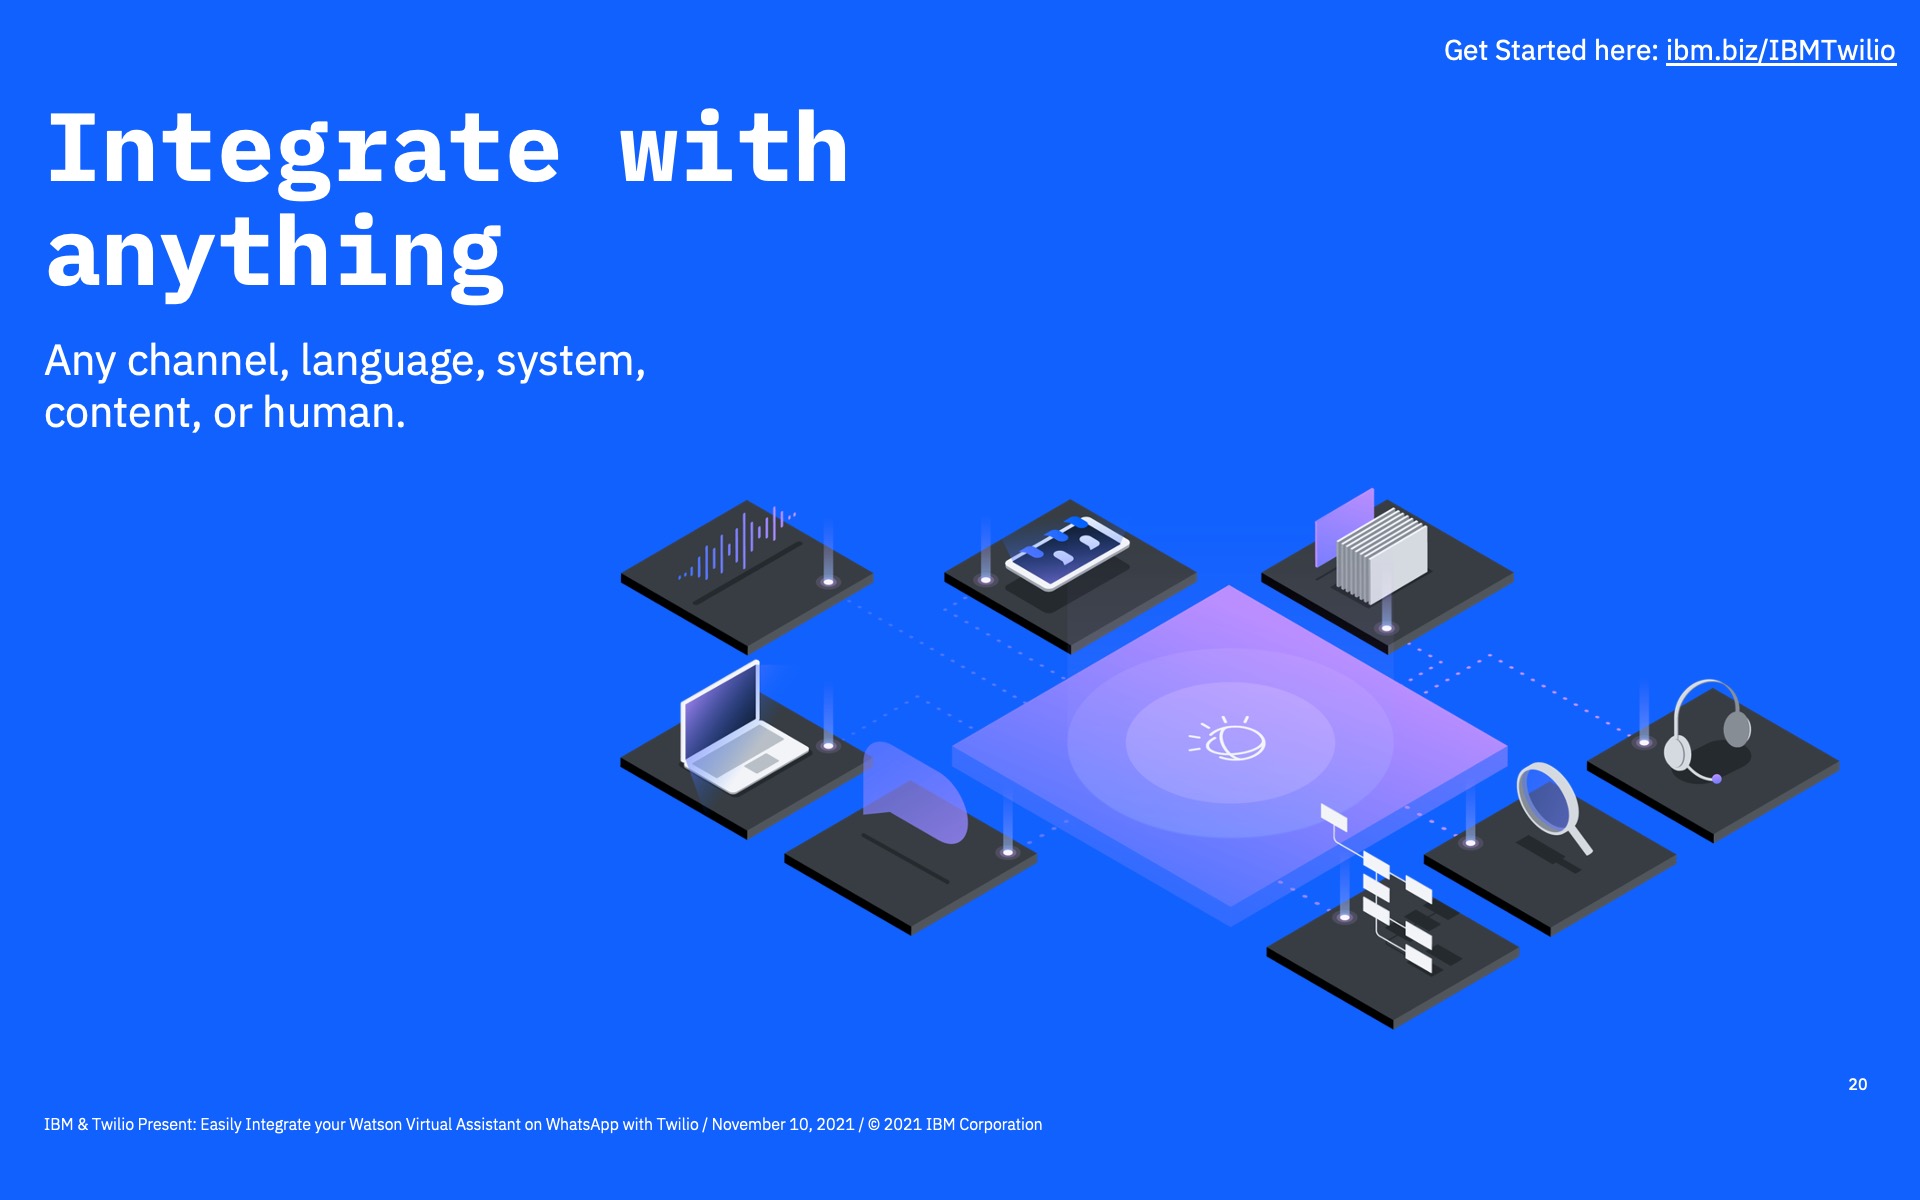 Get Started here: ibm.biz/IBMTwilio
Integrate with
anything
Any channel, language, system,
content, or human.
20
IBM & Twilio Present: Easily Integrate your Watson Virtual Assistant on WhatsApp with Twilio / November 10, 2021 / © 2021 IBM Corporation